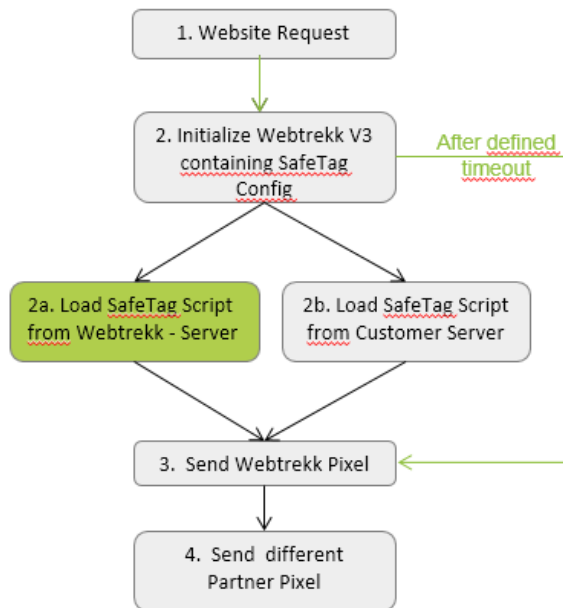 1. Website Request
2. Initialize Webtrekk V3
containing SafeTag
Config
After defined
timeout
2a. Load SafeTag Script
from Webtrekk - Server
2b. Load SafeTag Script
from Customer Server
3. Send Webtrekk Pixel
4. Send different
Partner Pixel